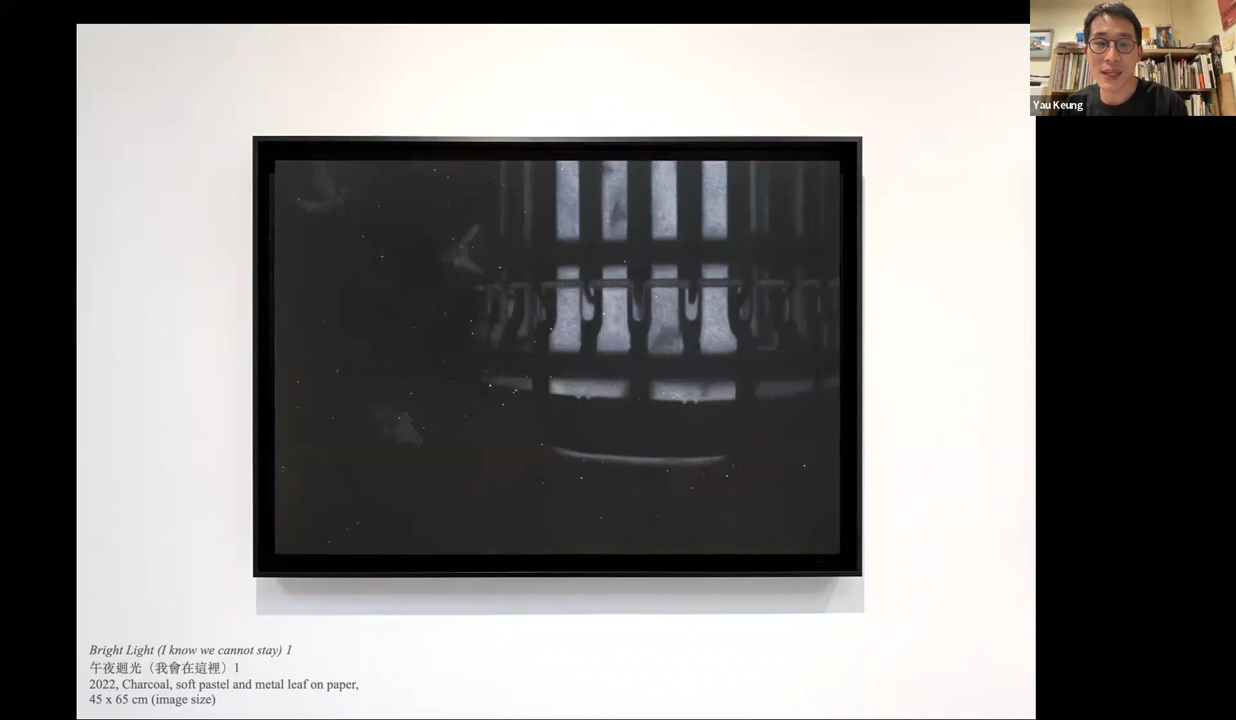 Yau Keung
Bright Light (I know we cannot stay) 1
午夜迴光（我會在這裡）1
2022, Charcoal, soft pastel and metal leaf on paper,
45 x 65 cm (image size)